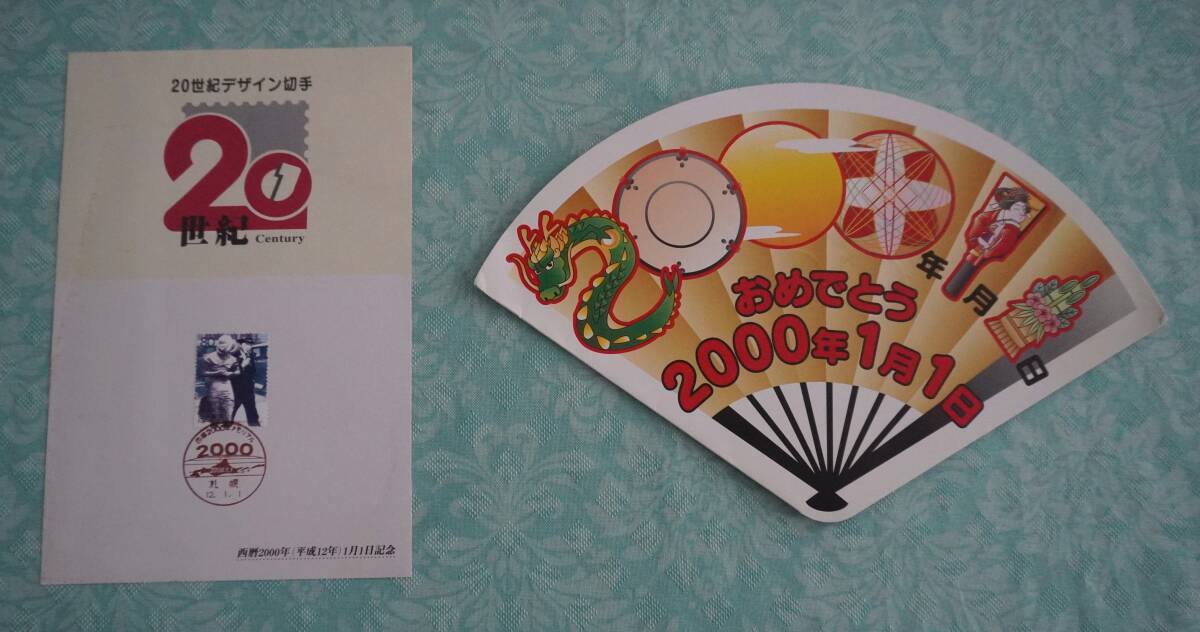 20世紀デザイン切手
20
世紀 Century
80
2000
札幌
12.1.1
西暦2000年(平成12年)1月1日記念
年
月
日
おめでとう
2000年1月1日